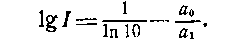 lg I = 1/ln 10 − a₀/a₁.